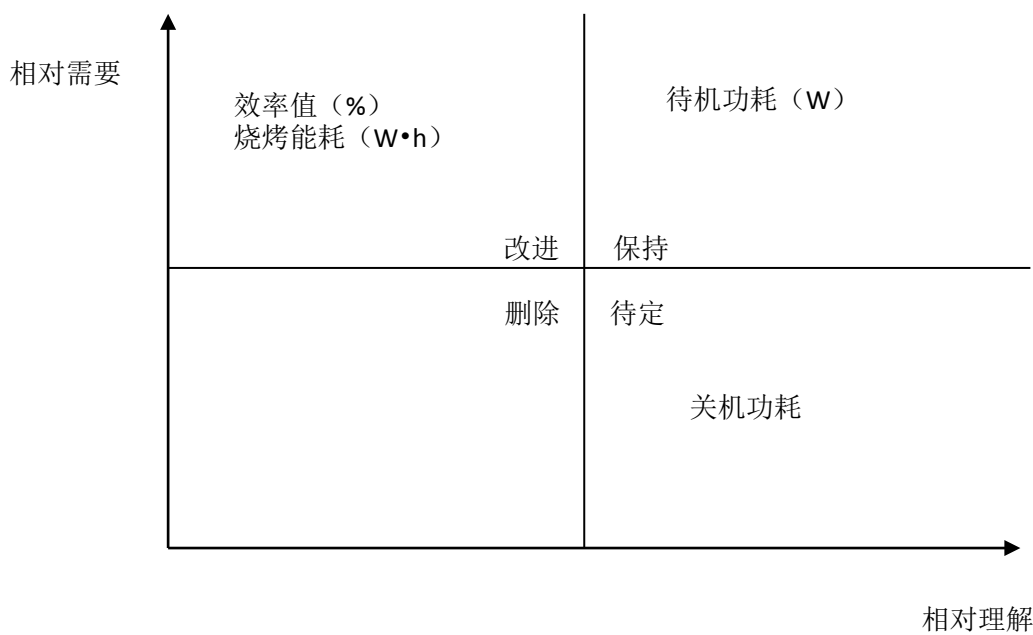 相对需要
效率值（%）
烧烤能耗（W•h）
待机功耗（W）
改进
保持
删除
待定
关机功耗
相对理解